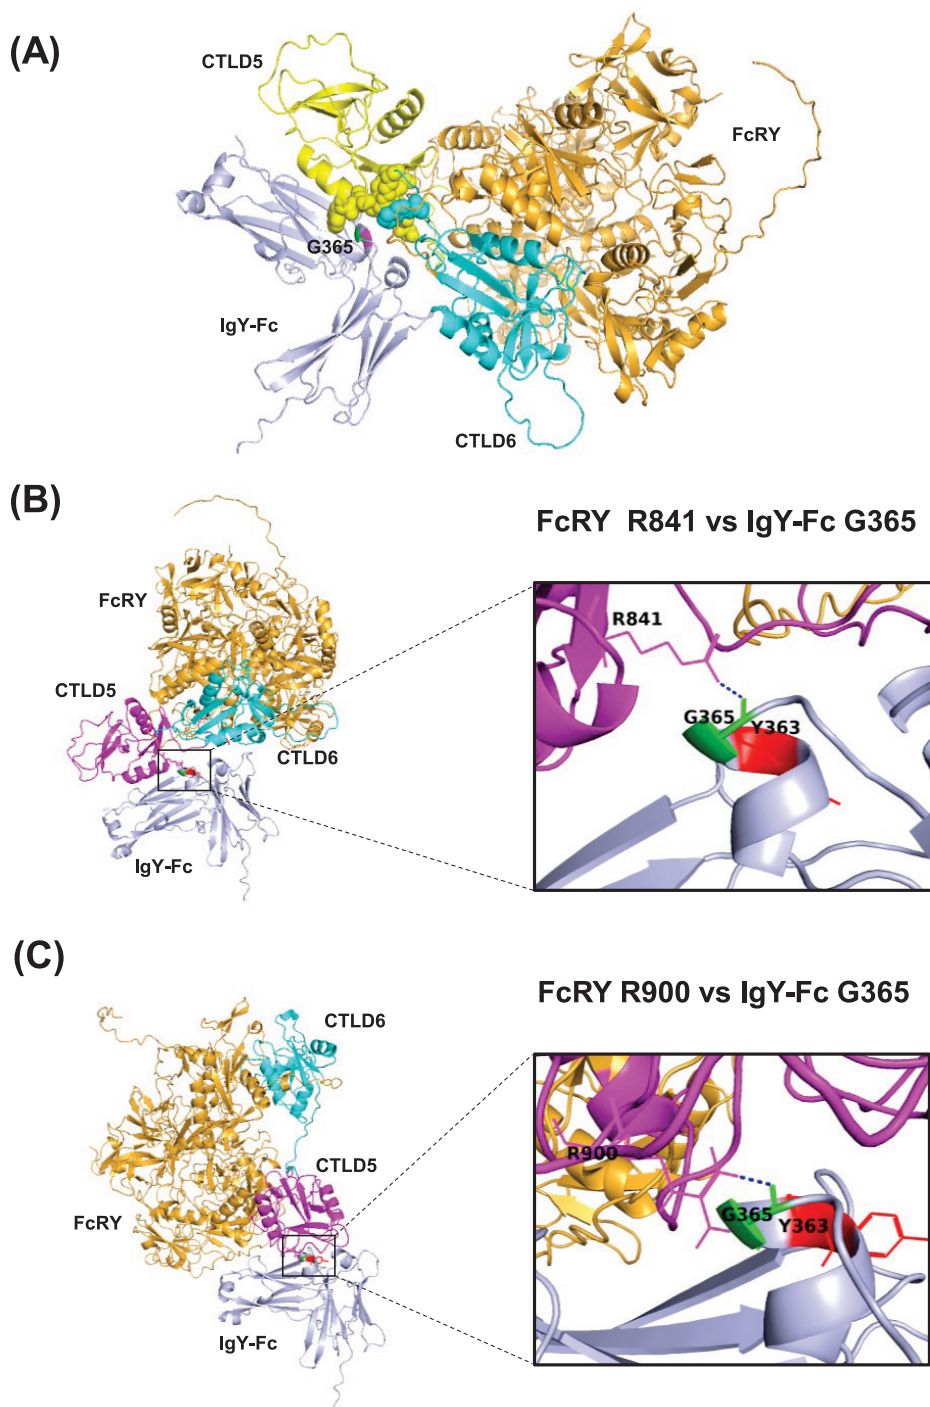 (A)
CTLD5
FcRY
G365
IgY-Fc
CTLD6
(B)
FcRY R841 vs IgY-Fc G365
FcRY
CTLD5
CTLD6
IgY-Fc
R841
G365
Y363
(C)
FcRY R900 vs IgY-Fc G365
CTLD6
CTLD5
FcRY
IgY-Fc
R900
G365
Y363